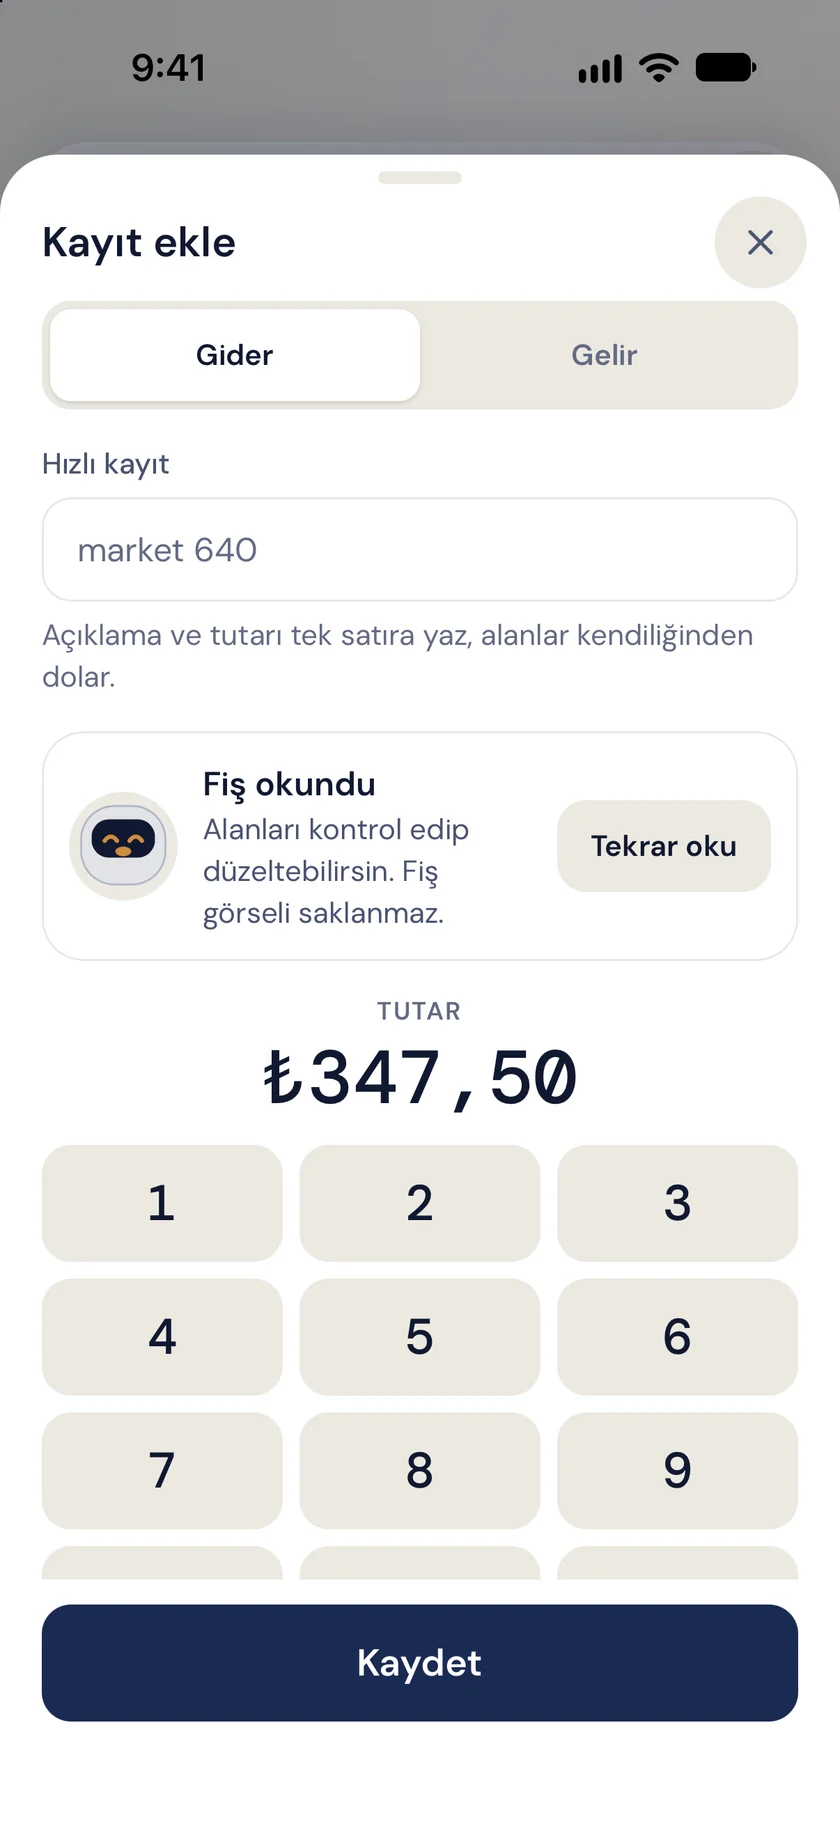 9:41
Kayıt ekle
Gider
Gelir
Hızlı kayıt
market 640
Açıklama ve tutarı tek satıra yaz, alanlar kendiliğinden
dolar.
Fiş okundu
Alanları kontrol edip
düzeltebilirsin. Fiş
görseli saklanmaz.
Tekrar oku
TUTAR
₺347,50
1
2
3
4
5
6
7
8
9
Kaydet